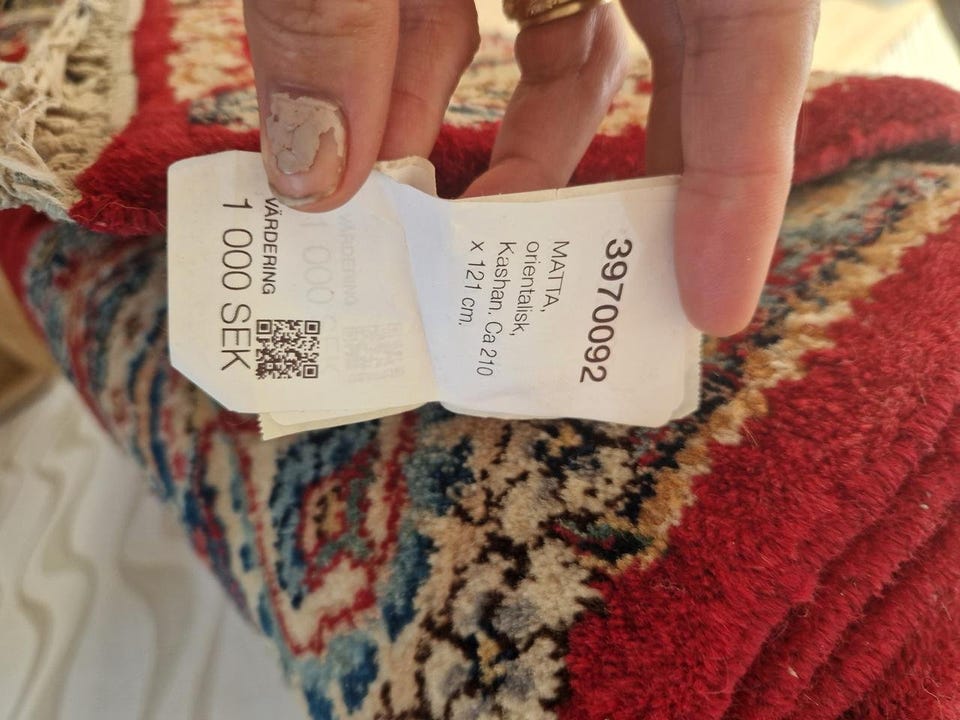 3970092
MATTA,
orientalisk,
Kashan. Ca 210
x 121 cm.
VÄRDERING
1 000 SEK